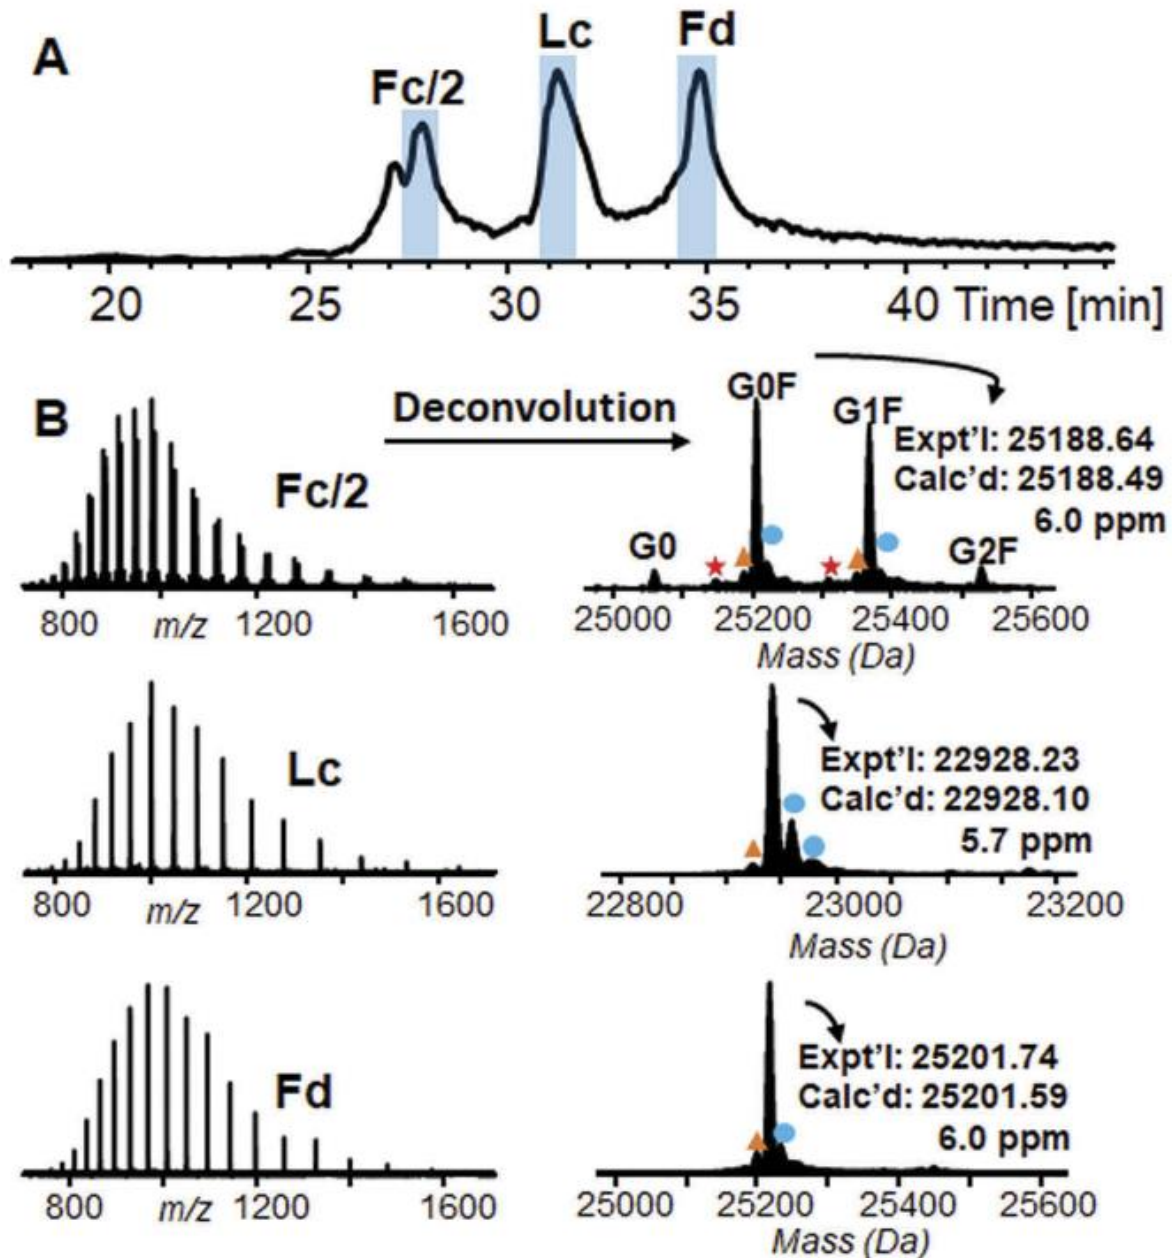 A
Fc/2
Lc
Fd
20 25 30 35 40 Time [min]
B
Deconvolution
Fc/2
G0
G0F
G1F
G2F
Expt'l: 25188.64
Calc'd: 25188.49
6.0 ppm
800 m/z 1200 1600
25000 25200 25400 25600
Mass (Da)
Lc
Expt'l: 22928.23
Calc'd: 22928.10
5.7 ppm
800 m/z 1200 1600
22800 23000 23200
Mass (Da)
Fd
Expt'l: 25201.74
Calc'd: 25201.59
6.0 ppm
800 m/z 1200 1600
25000 25200 25400 25600
Mass (Da)